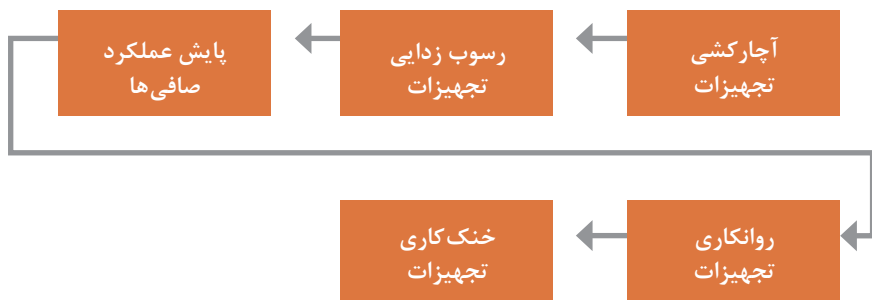 آچارکشی
تجهیزات
رسوب زدایی
تجهیزات
پایش عملکرد
صافی‌ها
روانکاری
تجهیزات
خنک‌کاری
تجهیزات